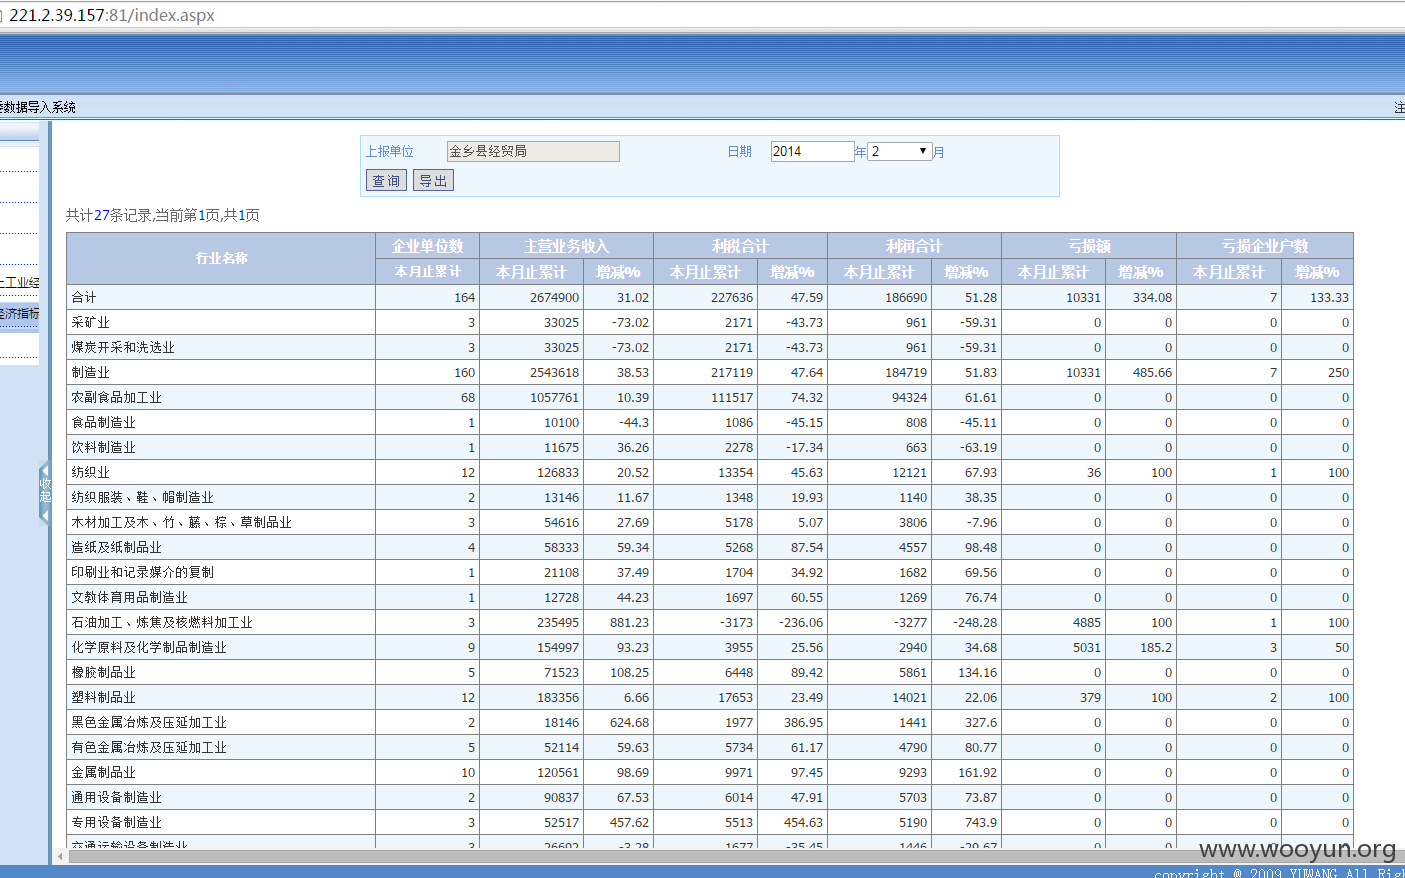 221.2.39.157:81/index.aspx
数据导入系统
注
上工业经
经济指标
收起
上报单位 金乡县经贸局 日期 2014 年 2 月
查询 导出
共计27条记录,当前第1页,共1页
行业名称 企业单位数 主营业务收入 利税合计 利润合计 亏损额 亏损企业户数
本月止累计 本月止累计 增减% 本月止累计 增减% 本月止累计 增减% 本月止累计 增减% 本月止累计 增减%
合计 164 2674900 31.02 227636 47.59 186690 51.28 10331 334.08 7 133.33
采矿业 3 33025 -73.02 2171 -43.73 961 -59.31 0 0 0 0
煤炭开采和洗选业 3 33025 -73.02 2171 -43.73 961 -59.31 0 0 0 0
制造业 160 2543618 38.53 217119 47.64 184719 51.83 10331 485.66 7 250
农副食品加工业 68 1057761 10.39 111517 74.32 94324 61.61 0 0 0 0
食品制造业 1 10100 -44.3 1086 -45.15 808 -45.11 0 0 0 0
饮料制造业 1 11675 36.26 2278 -17.34 663 -63.19 0 0 0 0
纺织业 12 126833 20.52 13354 45.63 12121 67.93 36 100 1 100
纺织服装、鞋、帽制造业 2 13146 11.67 1348 19.93 1140 38.35 0 0 0 0
木材加工及木、竹、藤、棕、草制品业 3 54616 27.69 5178 5.07 3806 -7.96 0 0 0 0
造纸及纸制品业 4 58333 59.34 5268 87.54 4557 98.48 0 0 0 0
印刷业和记录媒介的复制 1 21108 37.49 1704 34.92 1682 69.56 0 0 0 0
文教体育用品制造业 1 12728 44.23 1697 60.55 1269 76.74 0 0 0 0
石油加工、炼焦及核燃料加工业 3 235495 881.23 -3173 -236.06 -3277 -248.28 4885 100 1 100
化学原料及化学制品制造业 9 154997 93.23 3955 25.56 2940 34.68 5031 185.2 3 50
橡胶制品业 5 71523 108.25 6448 89.42 5861 134.16 0 0 0 0
塑料制品业 12 183356 6.66 17653 23.49 14021 22.06 379 100 2 100
黑色金属冶炼及压延加工业 2 18146 624.68 1977 386.95 1441 327.6 0 0 0 0
有色金属冶炼及压延加工业 5 52114 59.63 5734 61.17 4790 80.77 0 0 0 0
金属制品业 10 120561 98.69 9971 97.45 9293 161.92 0 0 0 0
通用设备制造业 2 90837 67.53 6014 47.91 5703 73.87 0 0 0 0
专用设备制造业 3 52517 457.62 5513 454.63 5190 743.9 0 0 0 0
交通运输设备制造业 3 26692 -3.28 1677 -35.45 1446 -29.67 0 0 0 0
www.wooyun.org
copyright @ 2009 YUWANG All Righ